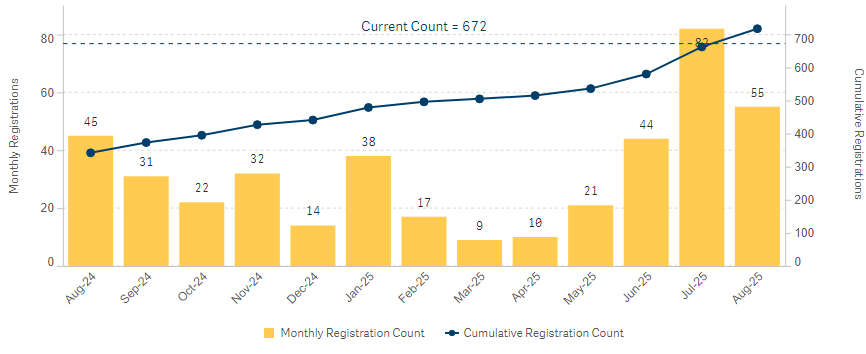 Current Count = 672
Monthly Registrations
80
60
40
20
0
45
31
22
32
14
38
17
9
10
21
44
82
55
700
600
500
400
300
200
100
0
Cumulative Registrations
Aug-24
Sep-24
Oct-24
Nov-24
Dec-24
Jan-25
Feb-25
Mar-25
Apr-25
May-25
Jun-25
Jul-25
Aug-25
Monthly Registration Count
Cumulative Registration Count